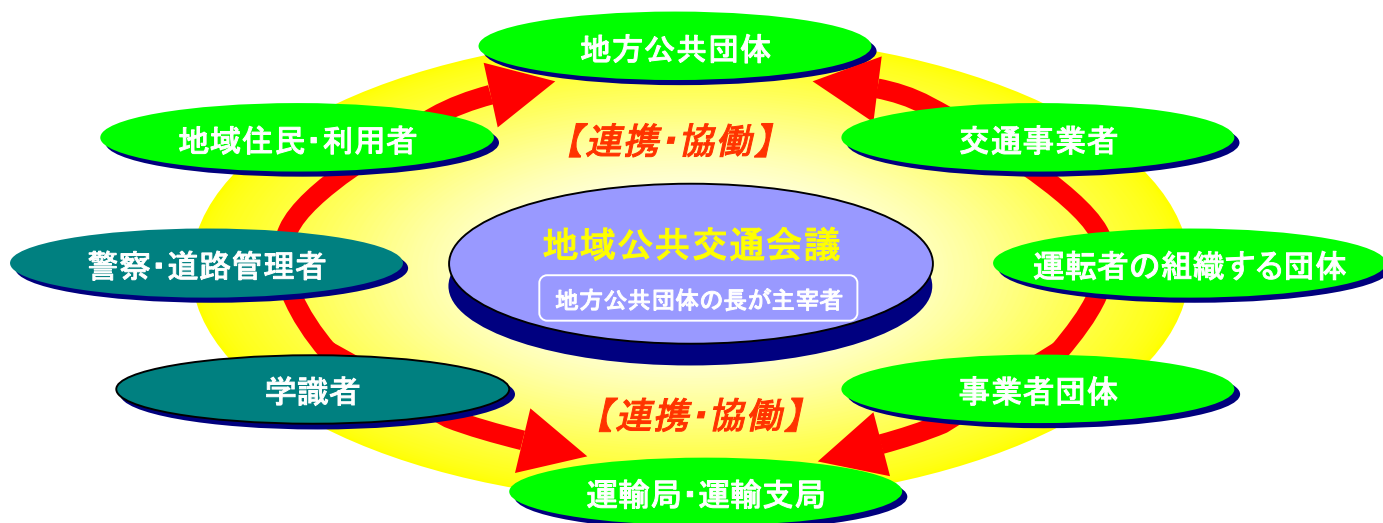 地方公共団体
地域住民・利用者
【連携・協働】
交通事業者
警察・道路管理者
地域公共交通会議
地方公共団体の長が主宰者
運転者の組織する団体
学識者
【連携・協働】
事業者団体
運輸局・運輸支局